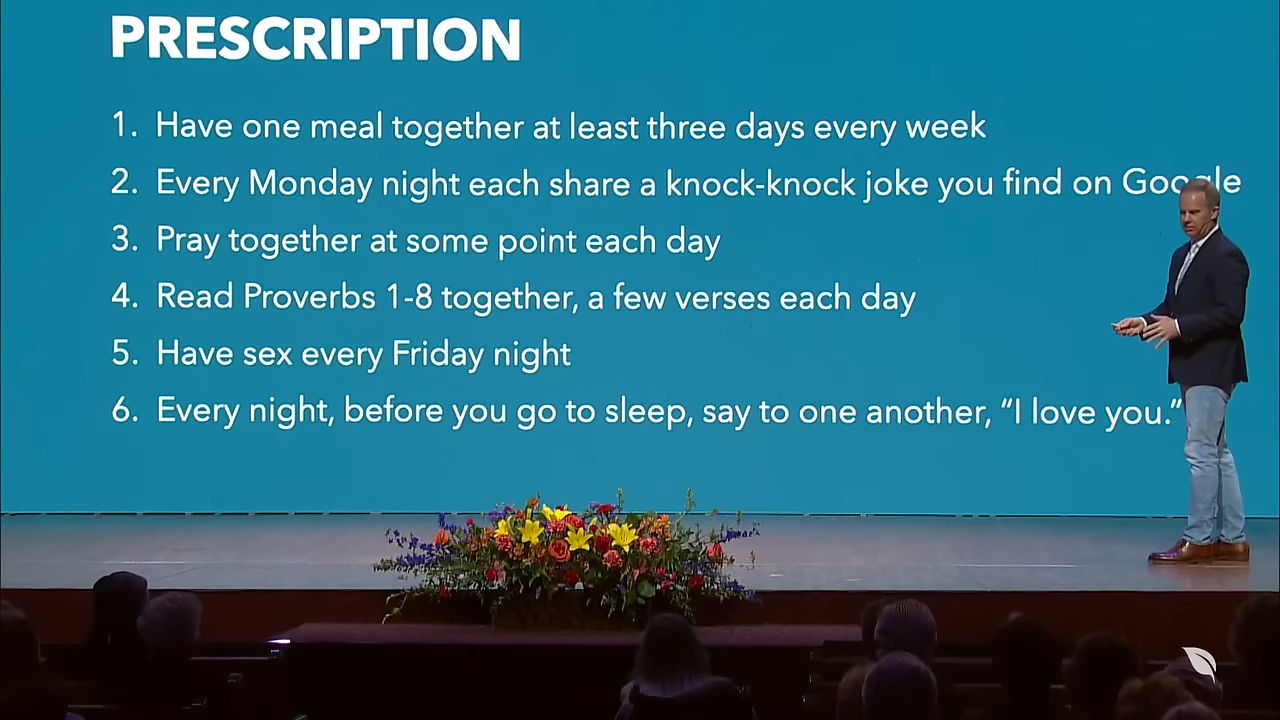 PRESCRIPTION
1. Have one meal together at least three days every week
2. Every Monday night each share a knock-knock joke you find on Google
3. Pray together at some point each day
4. Read Proverbs 1-8 together, a few verses each day
5. Have sex every Friday night
6. Every night, before you go to sleep, say to one another, “I love you.”